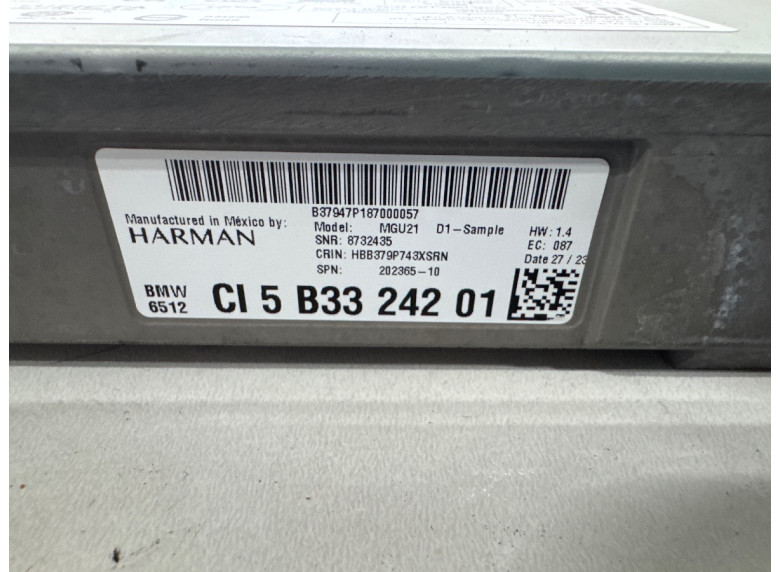 B37947P187000057
Manufactured in México by:
HARMAN
Model: MGU21 D1-Sample
SNR: 8732435
CRIN: HBB379P743XSRN
SPN: 202365-10
HW: 1.4
EC: 087
Date 27 / 23
BMW
6512
CI 5 B33 242 01